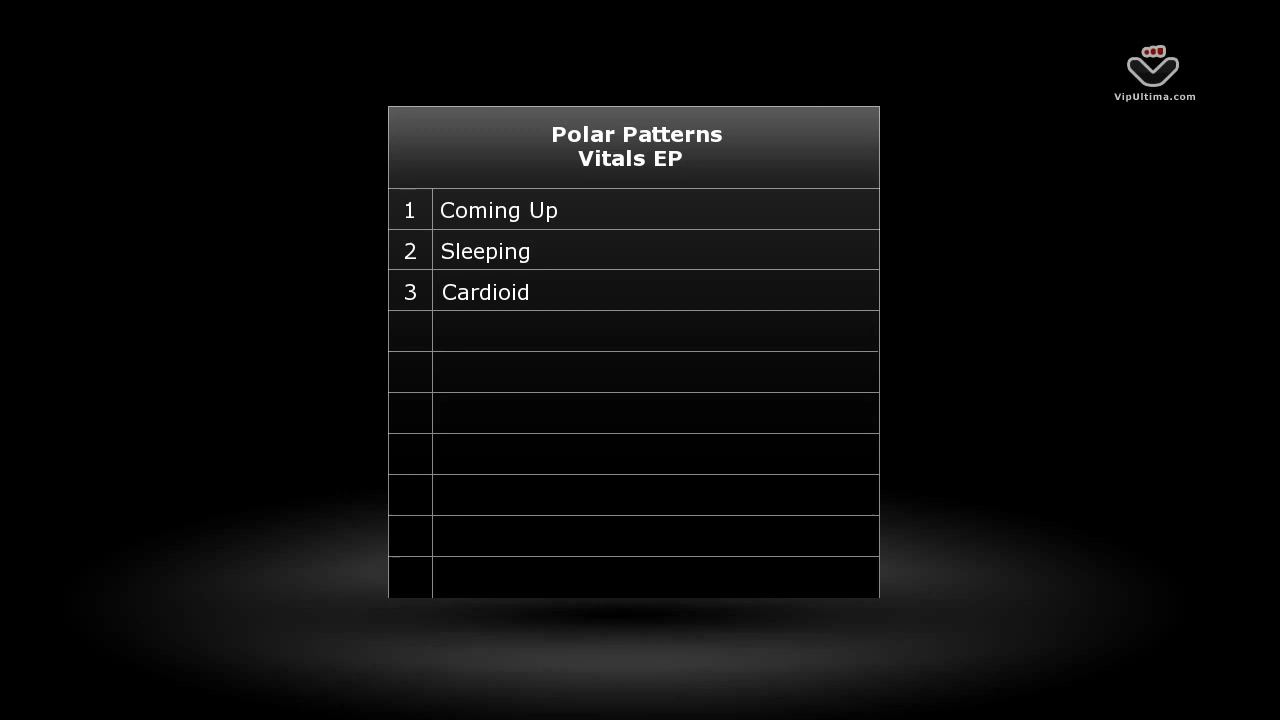 VipUltima.com
Polar Patterns
Vitals EP
1 Coming Up
2 Sleeping
3 Cardioid